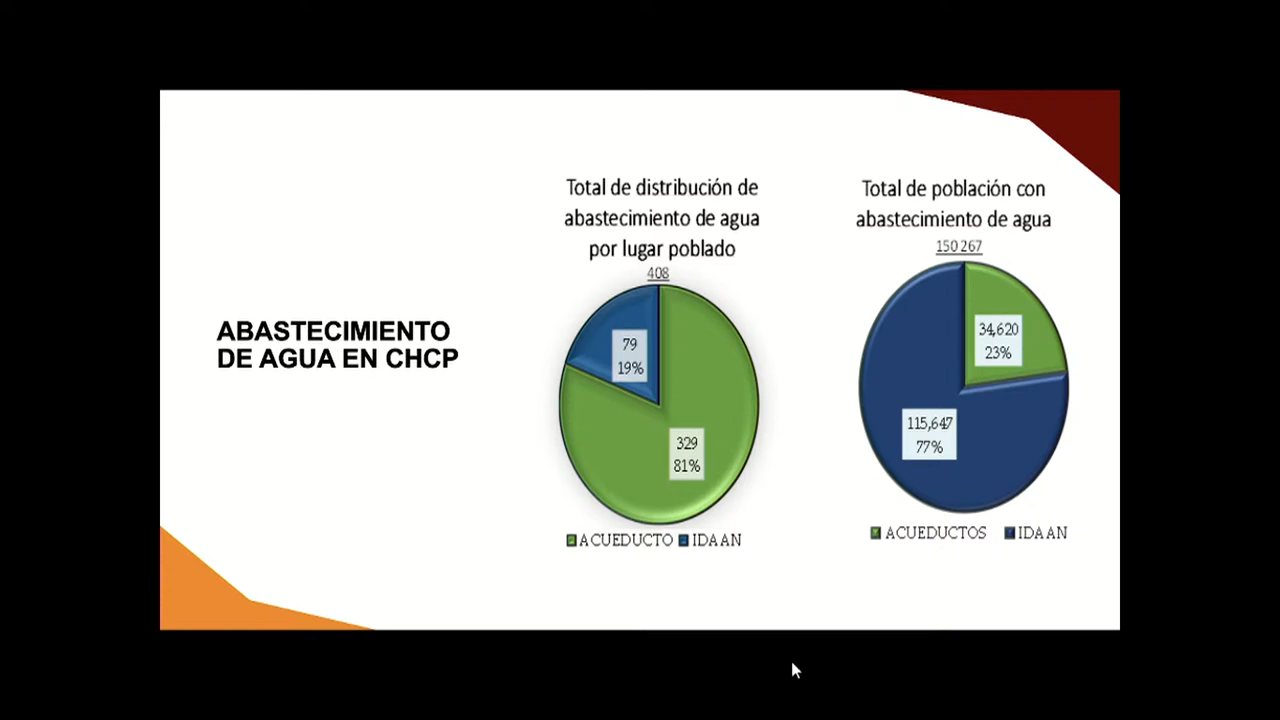 ABASTECIMIENTO
DE AGUA EN CHCP
Total de distribución de
abastecimiento de agua
por lugar poblado
408
79
19%
329
81%
ACUEDUCTO IDAAN
Total de población con
abastecimiento de agua
150 267
34,620
23%
115,647
77%
ACUEDUCTOS IDAAN